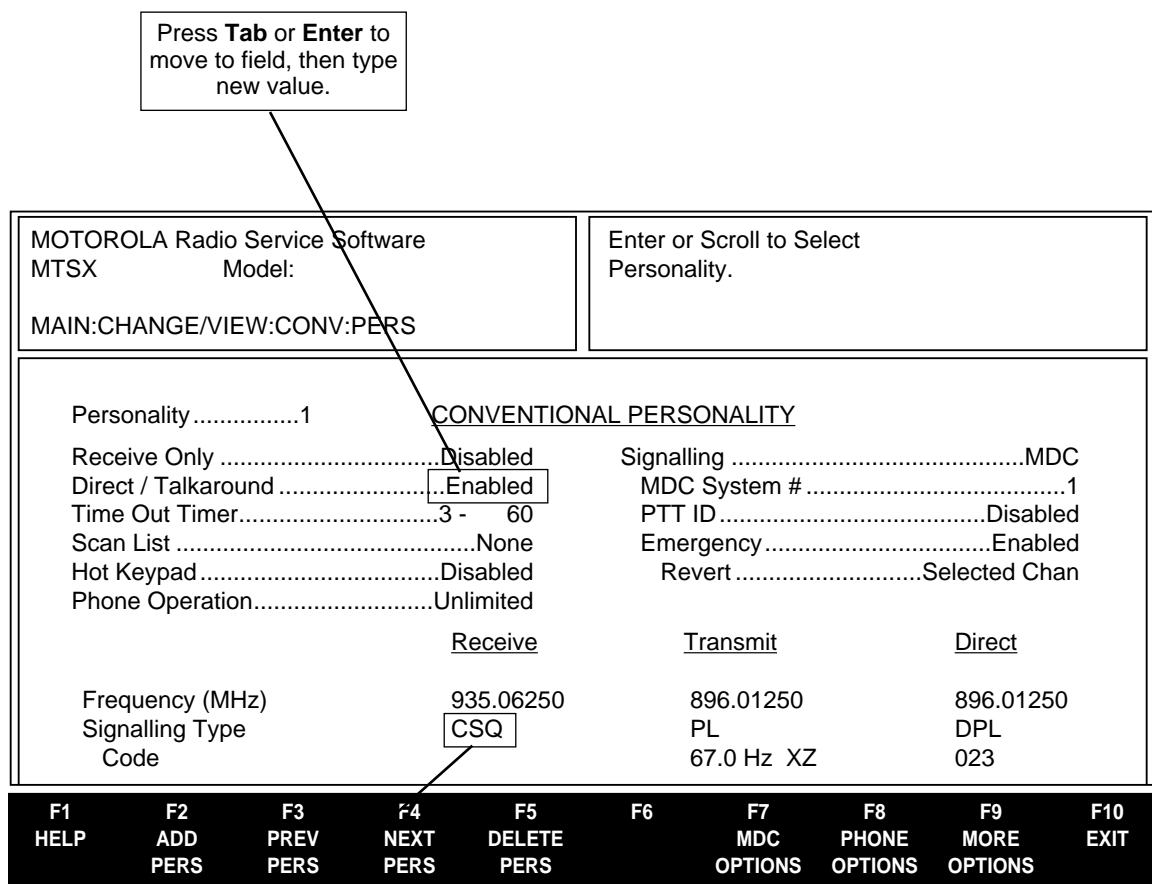 Press Tab or Enter to
move to field, then type
new value.
MOTOROLA Radio Service Software
MTSX Model:
MAIN:CHANGE/VIEW:CONV:PERS
Enter or Scroll to Select
Personality.
Personality................1 CONVENTIONAL PERSONALITY
Receive Only .................................Disabled
Direct / Talkaround .........................Enabled
Time Out Timer..............................3 - 60
Scan List .............................................None
Hot Keypad....................................Disabled
Phone Operation...........................Unlimited
Signalling ............................................MDC
MDC System # .......................................1
PTT ID........................................Disabled
Emergency..................................Enabled
Revert ............................Selected Chan
Receive Transmit Direct
Frequency (MHz) 935.06250 896.01250 896.01250
Signalling Type CSQ PL DPL
Code 67.0 Hz XZ 023
F1 F2 F3 F4 F5 F6 F7 F8 F9 F10
HELP ADD PREV NEXT DELETE MDC PHONE MORE EXIT
PERS PERS PERS PERS OPTIONS OPTIONS OPTIONS